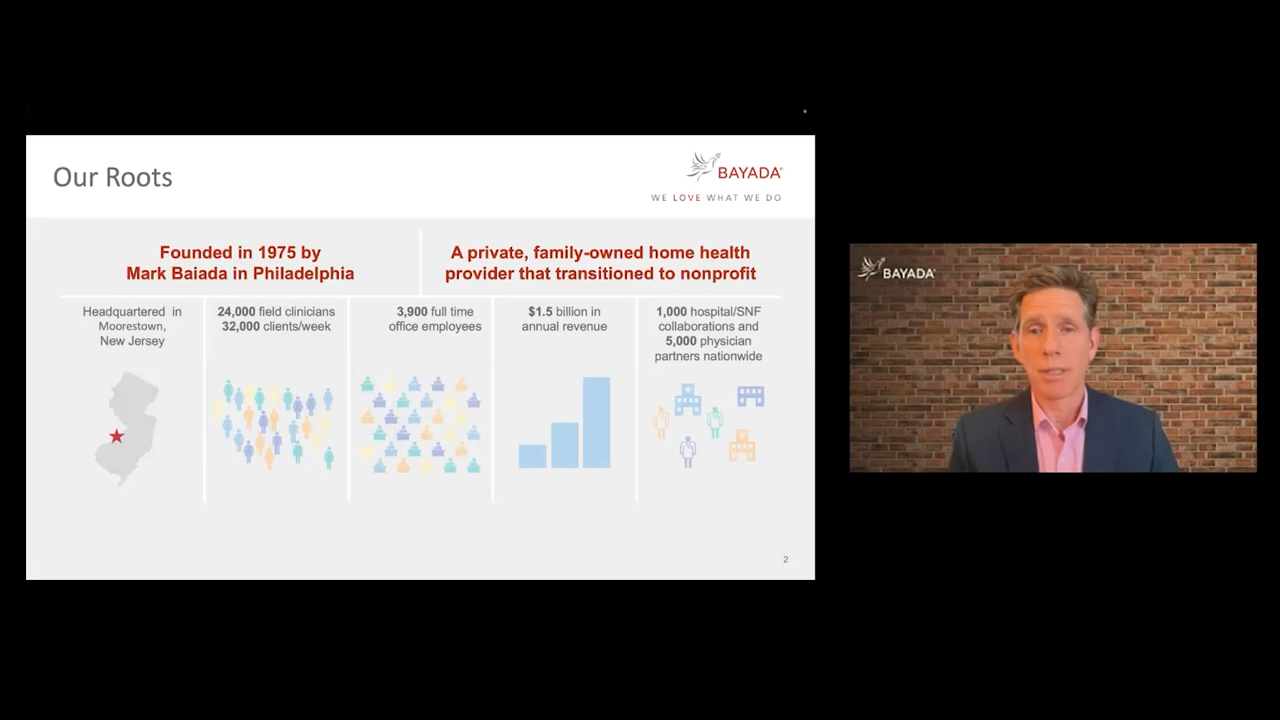 Our Roots
BAYADA
WE LOVE WHAT WE DO
Founded in 1975 by
Mark Baiada in Philadelphia
A private, family-owned home health
provider that transitioned to nonprofit
Headquartered in
Moorestown,
New Jersey
24,000 field clinicians
32,000 clients/week
3,900 full time
office employees
$1.5 billion in
annual revenue
1,000 hospital/SNF
collaborations and
5,000 physician
partners nationwide
2
BAYADA